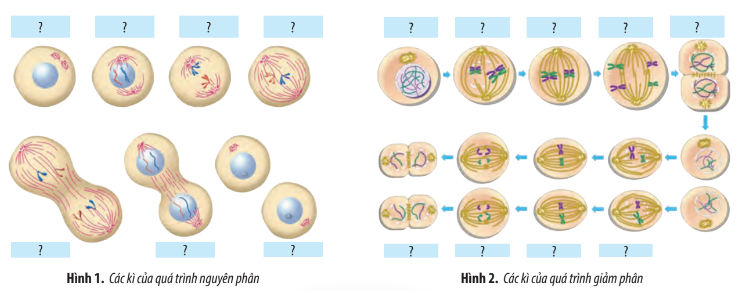 ? ? ? ?
? ? ?
Hình 1. Các kì của quá trình nguyên phân
? ? ? ? ?
? ? ? ?
Hình 2. Các kì của quá trình giảm phân